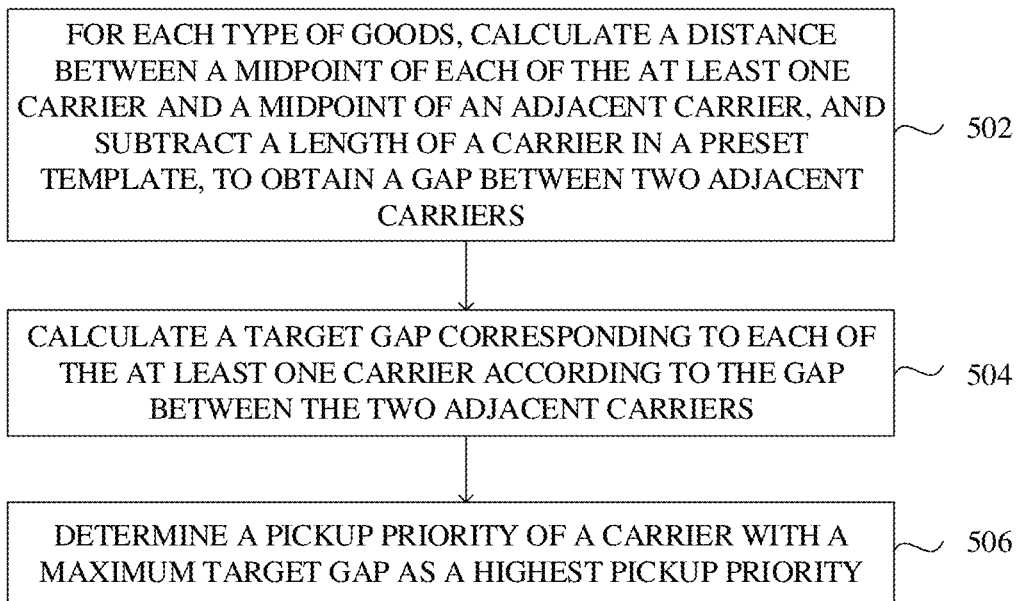 FOR EACH TYPE OF GOODS, CALCULATE A DISTANCE
BETWEEN A MIDPOINT OF EACH OF THE AT LEAST ONE
CARRIER AND A MIDPOINT OF AN ADJACENT CARRIER, AND
SUBTRACT A LENGTH OF A CARRIER IN A PRESET
TEMPLATE, TO OBTAIN A GAP BETWEEN TWO ADJACENT
CARRIERS
502
CALCULATE A TARGET GAP CORRESPONDING TO EACH OF
THE AT LEAST ONE CARRIER ACCORDING TO THE GAP
BETWEEN THE TWO ADJACENT CARRIERS
504
DETERMINE A PICKUP PRIORITY OF A CARRIER WITH A
MAXIMUM TARGET GAP AS A HIGHEST PICKUP PRIORITY
506